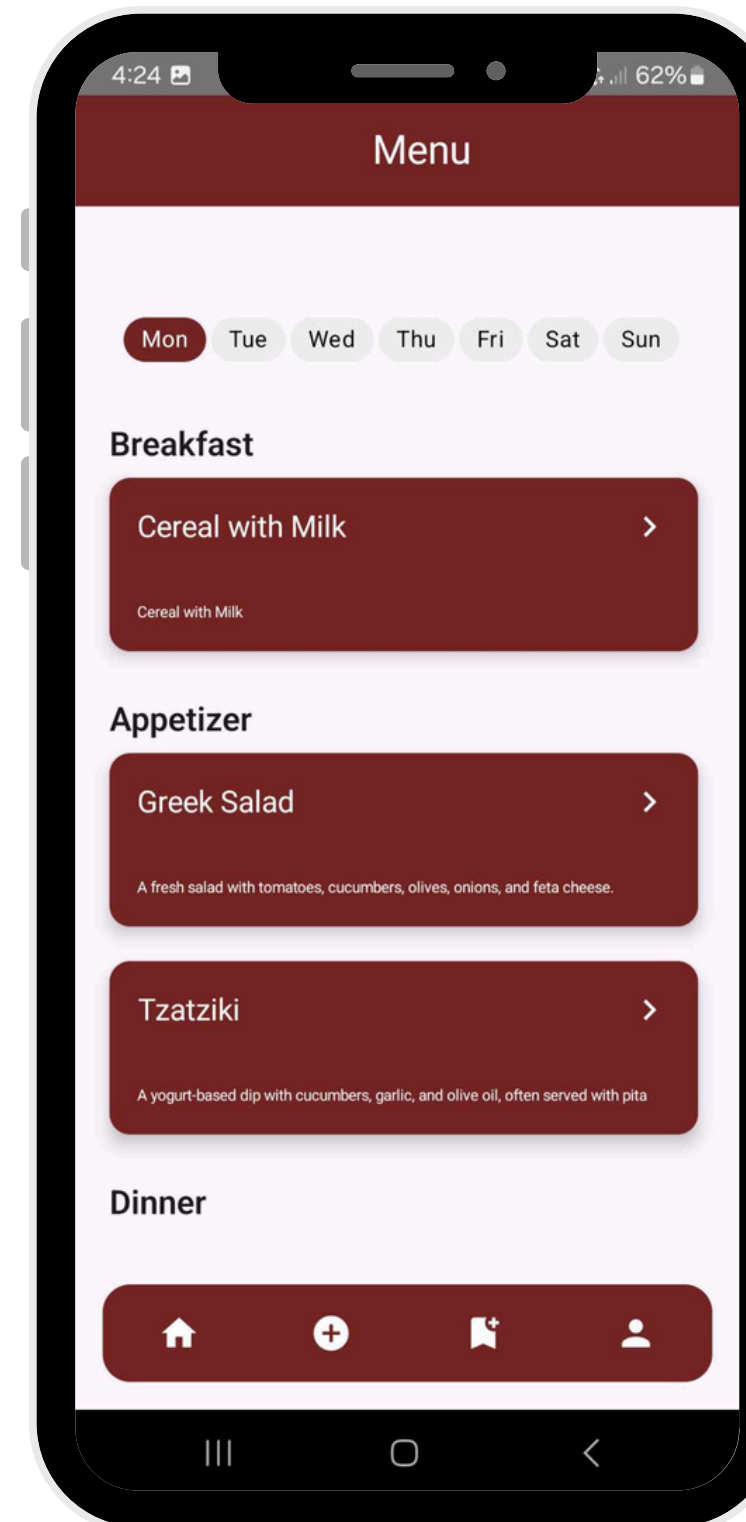 4:24 62%
Menu
Mon Tue Wed Thu Fri Sat Sun
Breakfast
Cereal with Milk
Cereal with Milk
Appetizer
Greek Salad
A fresh salad with tomatoes, cucumbers, olives, onions, and feta cheese.
Tzatziki
A yogurt-based dip with cucumbers, garlic, and olive oil, often served with pita
Dinner